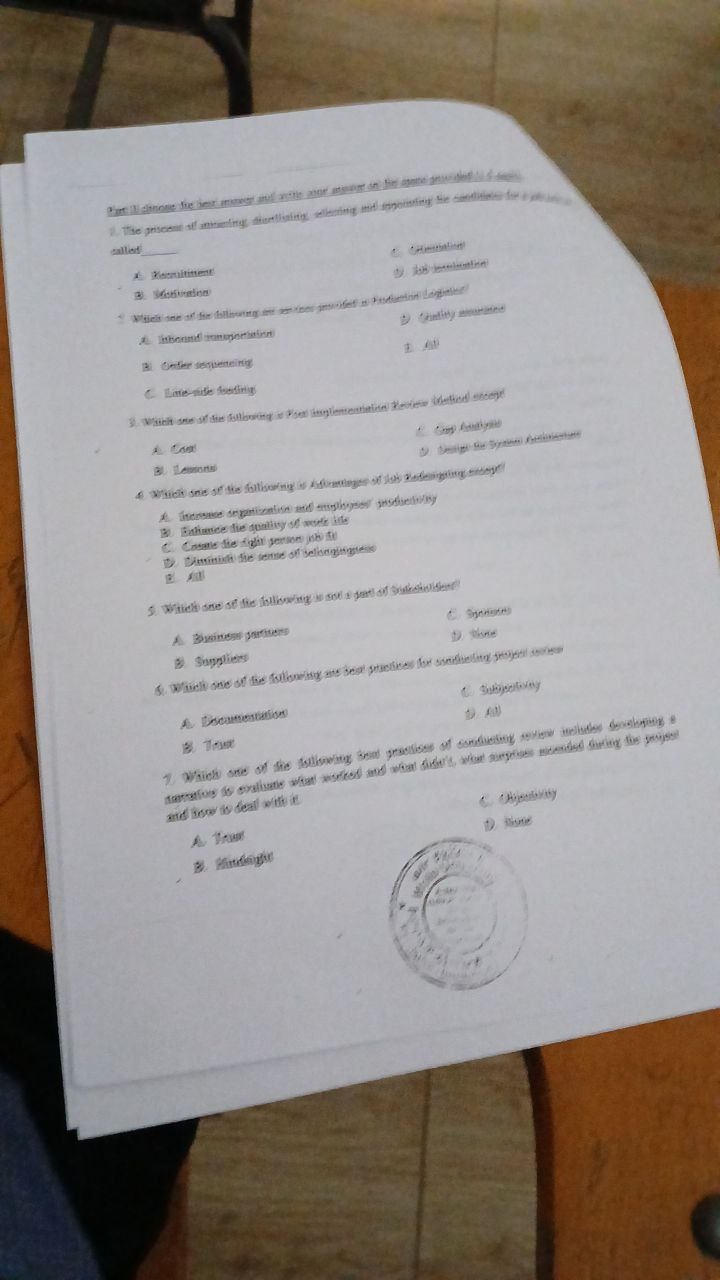 Part II choose the best answer and write your answer on the space provided
1. The process of attracting, shortlisting, selecting and appointing the candidates for a job
called______
A. Recruitment
C. Orientation
B. Motivation
D. Job termination
2. Which one of the following are services provided in Production Logistics?
A. Inbound transportation
D. Quality assurance
B. Order sequencing
E. All
C. Line-side feeding
3. Which one of the following is Post Implementation Review Method except
A. Cost
C. Gap Analysis
B. Lessons
D. Design the System Architecture
4. Which one of the following is Advantages of Job Redesigning except?
A. Increase organization and employees' productivity
B. Enhance the quality of work life
C. Create the right person job fit
D. Diminish the sense of belongingness
E. All
5. Which one of the following is not a part of Stakeholders?
A. Business partners
C. Sponsors
B. Suppliers
D. None
6. Which one of the following are best practices for conducting project review
A. Documentation
C. Subjectivity
B. Trust
D. All
7. Which one of the following best practices of conducting review includes developing a
narrative to evaluate what worked and what didn't, what surprises ascended during the project
and how to deal with it.
A. Trust
C. Objectivity
B. Hindsight
D. None